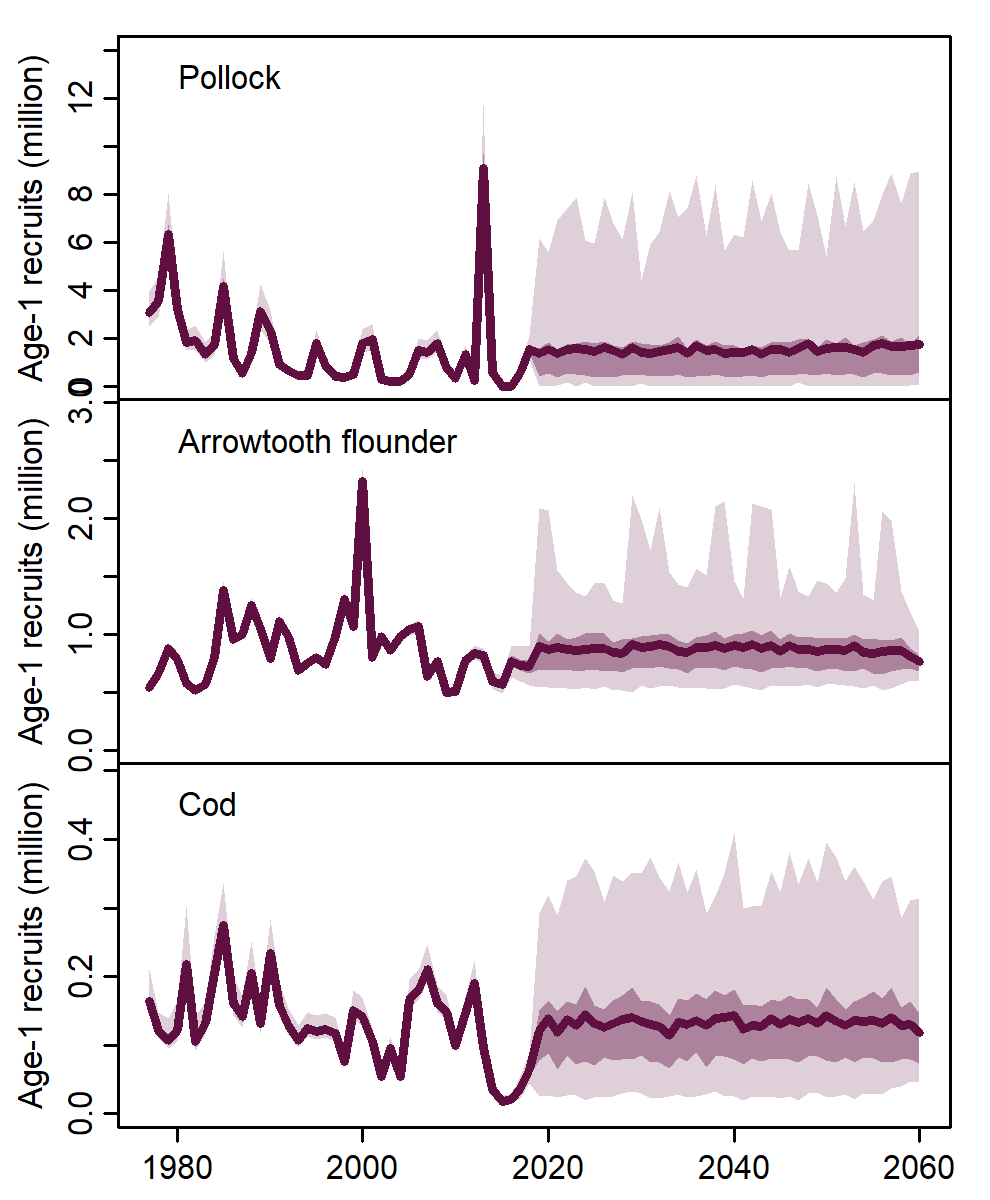 Pollock
Age-1 recruits (million)
12
8
6
4
2
0
Arrowtooth flounder
Age-1 recruits (million)
3.0
2.0
1.0
0.0
Cod
Age-1 recruits (million)
0.4
0.2
0.0
1980 2000 2020 2040 2060